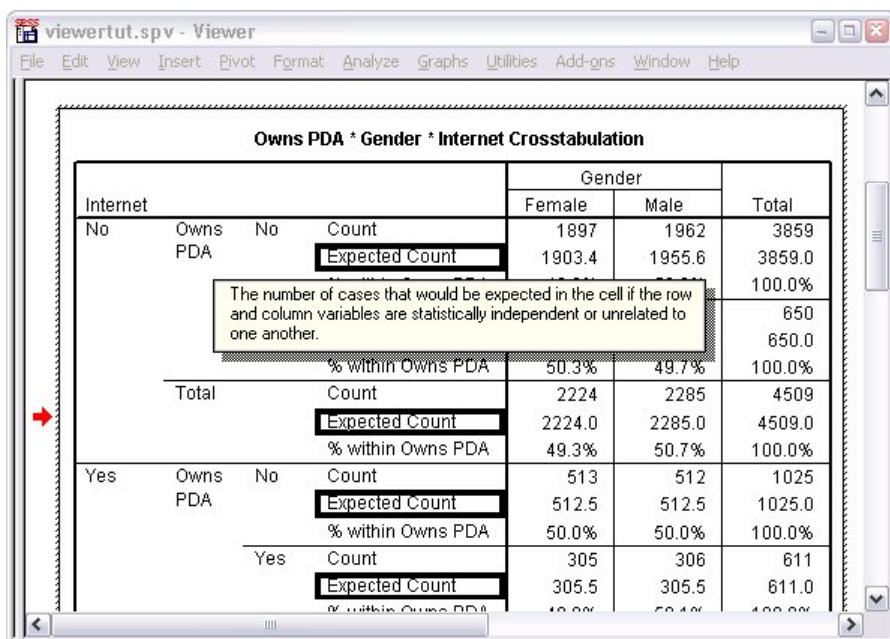 viewertut.spv - Viewer
File Edit View Insert Pivot Format Analyze Graphs Utilities Add-ons Window Help
Owns PDA * Gender * Internet Crosstabulation
Gender
Internet Female Male Total
No Owns PDA No Count 1897 1962 3859
Expected Count 1903.4 1955.6 3859.0
100.0%
The number of cases that would be expected in the cell if the row
and column variables are statistically independent or unrelated to
one another.
650
650.0
% within Owns PDA 50.3% 49.7% 100.0%
Total Count 2224 2285 4509
Expected Count 2224.0 2285.0 4509.0
% within Owns PDA 49.3% 50.7% 100.0%
Yes Owns PDA No Count 513 512 1025
Expected Count 512.5 512.5 1025.0
% within Owns PDA 50.0% 50.0% 100.0%
Yes Count 305 306 611
Expected Count 305.5 305.5 611.0
% within Owns PDA